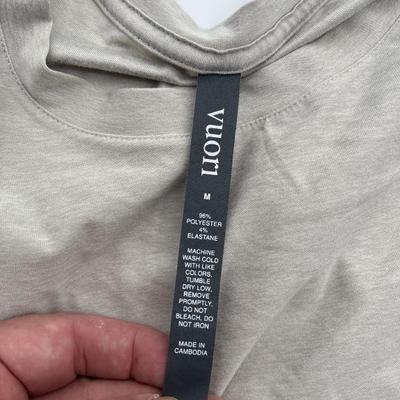 vuori
M
96%
POLYESTER
4%
ELASTANE
MACHINE
WASH COLD
WITH LIKE
COLORS,
TUMBLE
DRY LOW,
REMOVE
PROMPTLY,
DO NOT
BLEACH, DO
NOT IRON
MADE IN
CAMBODIA